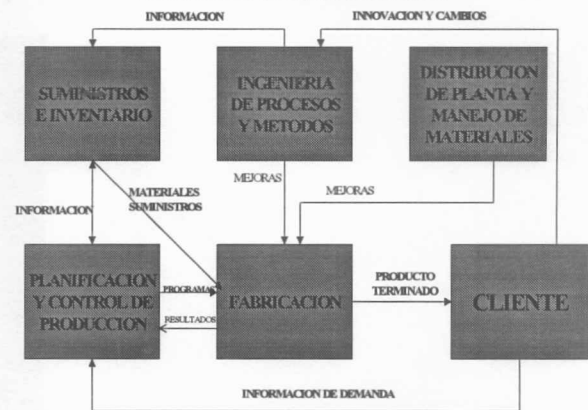 INFORMACION
INNOVACION Y CAMBIOS
SUMINISTROS
E INVENTARIO
INGENIERIA
DE PROCESOS
Y METODOS
DISTRIBUCION
DE PLANTA Y
MANEJO DE
MATERIALES
MATERIALES
SUMINISTROS
MEJORAS
MEJORAS
INFORMACION
PLANIFICACION
Y CONTROL DE
PRODUCCION
PROGRAMAS
RESULTADOS
FABRICACION
PRODUCTO
TERMINADO
CLIENTE
INFORMACION DE DEMANDA